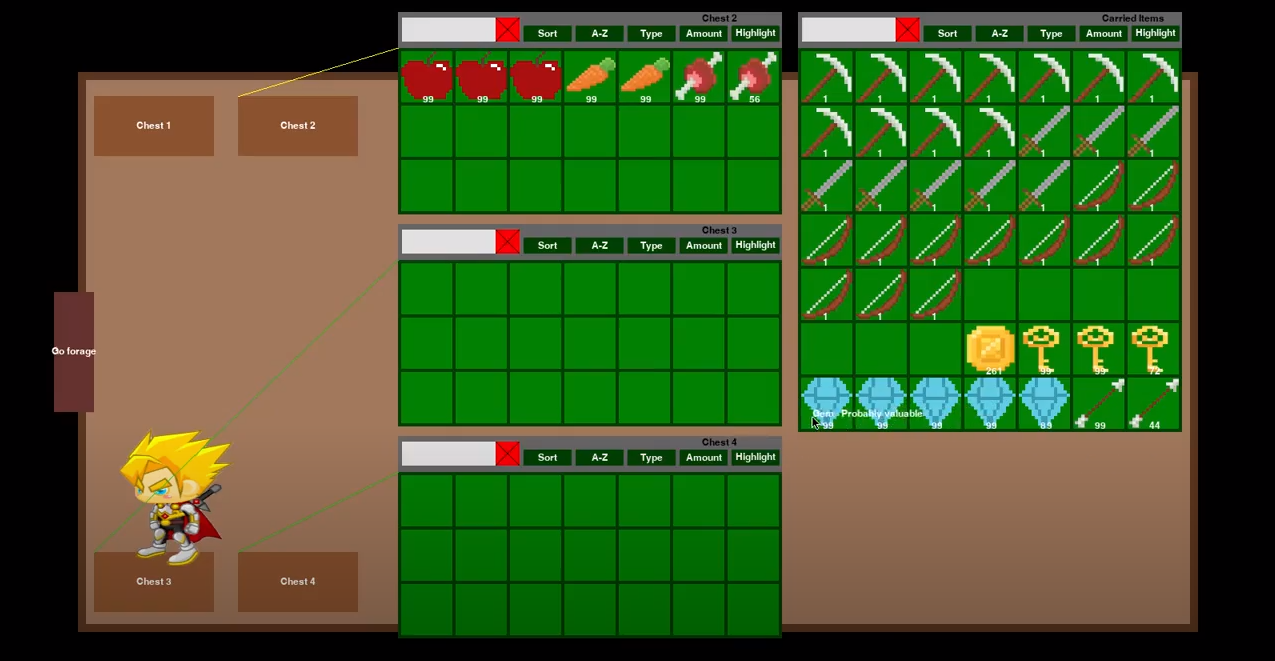 Chest 2
Sort A-Z Type Amount Highlight
99 99 99 99 99 99 56
Carried Items
Sort A-Z Type Amount Highlight
1 1 1 1 1 1 1
1 1 1 1 1 1 1
1 1 1 1 1 1 1
1 1 1 1 1 1 1
1 1 1
261 99 99 72
Gem - Probably valuable
99 99 99 99 89 99 44
Chest 1
Chest 2
Chest 3
Sort A-Z Type Amount Highlight
Go forage
Chest 4
Sort A-Z Type Amount Highlight
Chest 3
Chest 4